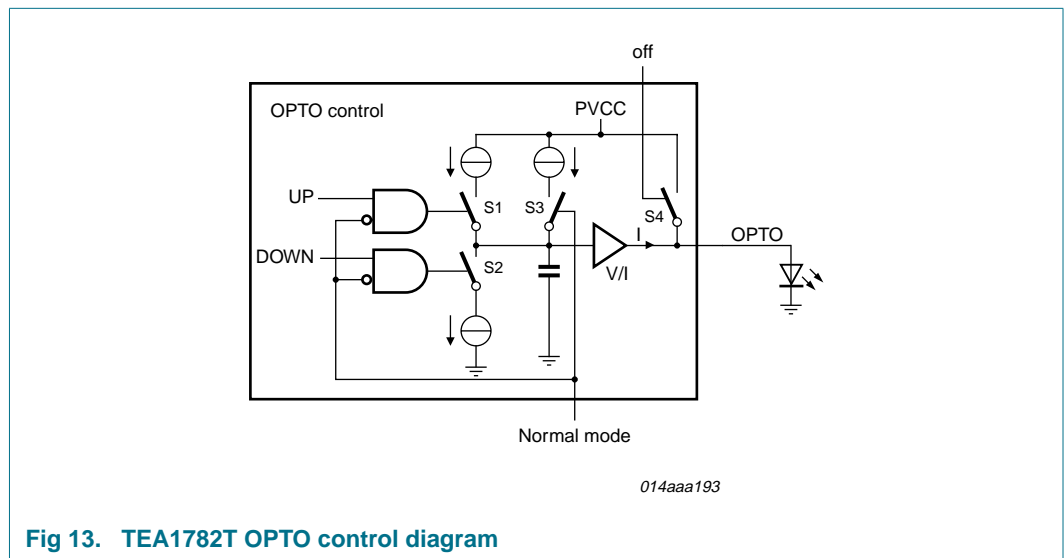 off
OPTO control
PVCC
UP
S1
S3
S4
I
OPTO
DOWN
S2
V/I
Normal mode
014aaa193
Fig 13. TEA1782T OPTO control diagram